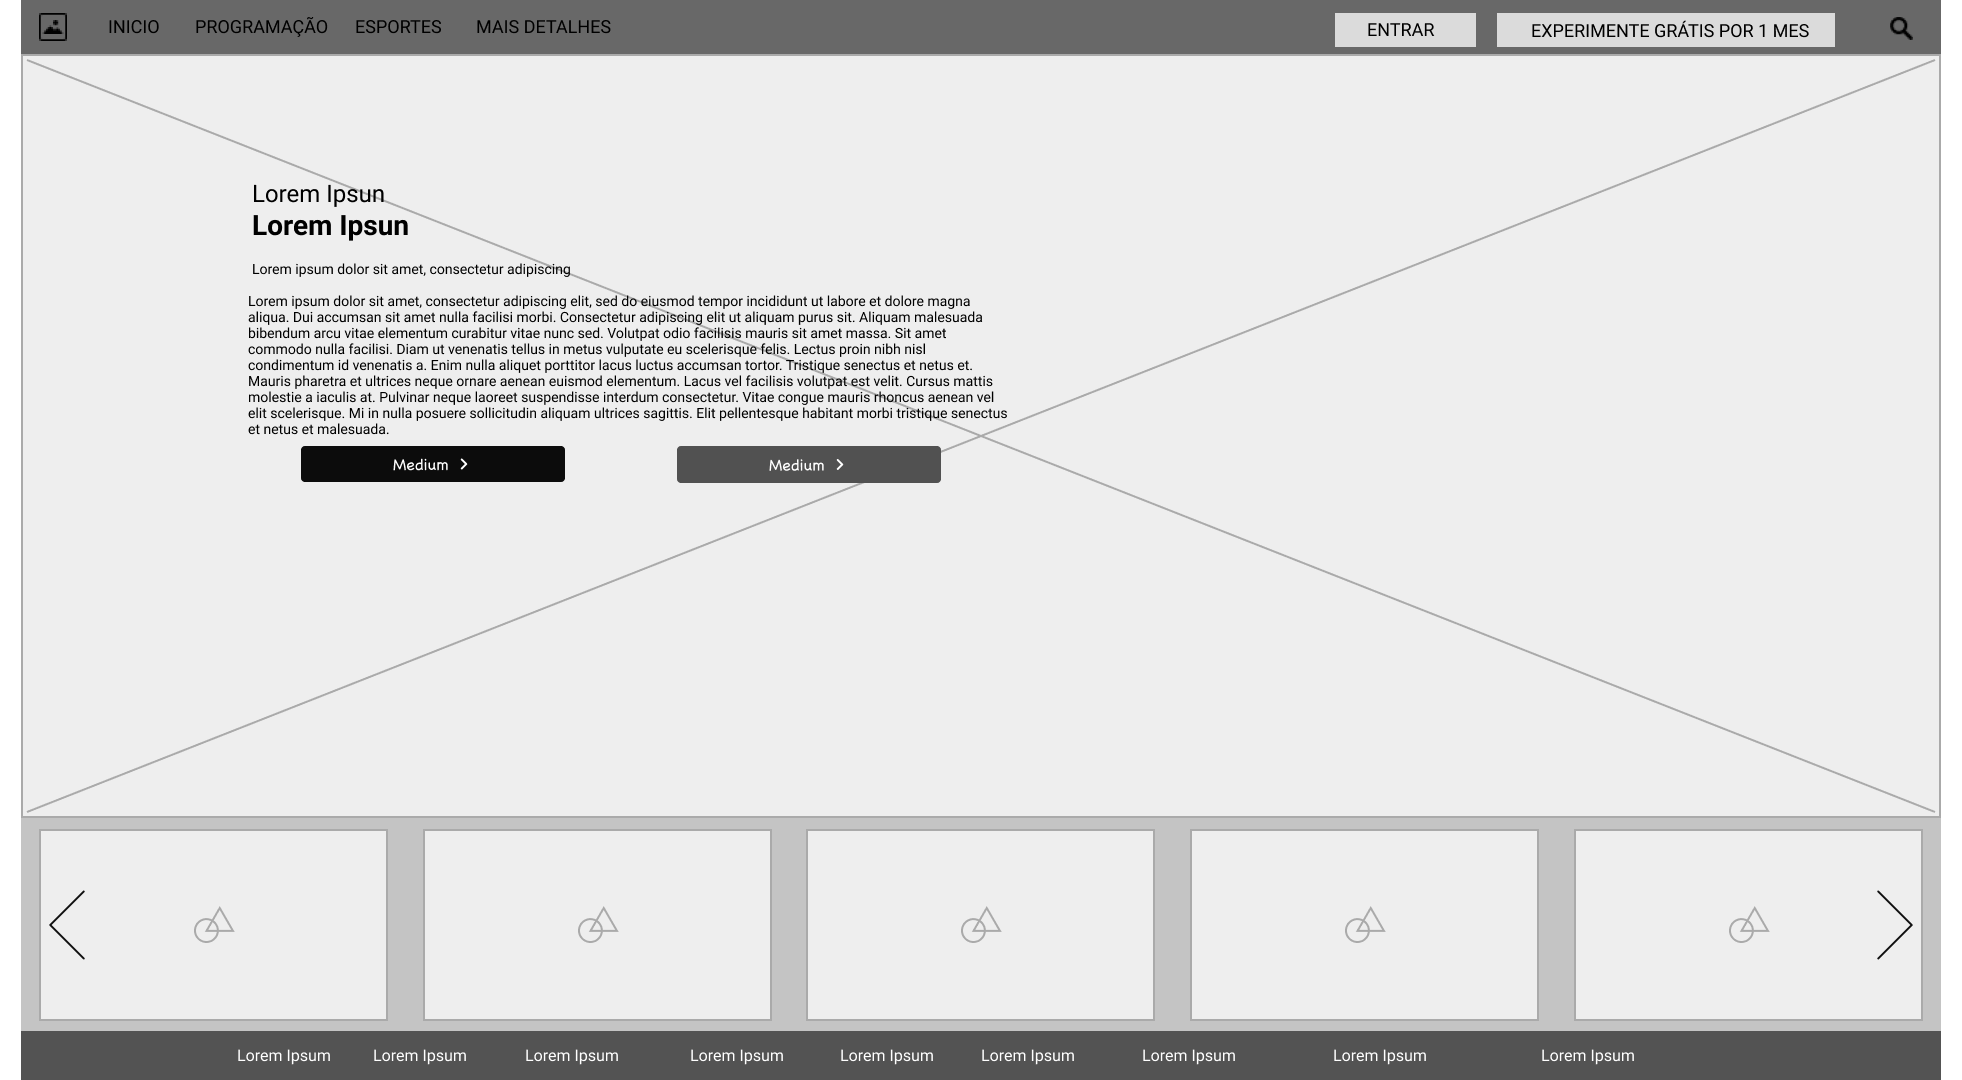 INICIO PROGRAMAÇÃO ESPORTES MAIS DETALHES ENTRAR EXPERIMENTE GRÁTIS POR 1 MES
Lorem Ipsun
Lorem Ipsun
Lorem ipsum dolor sit amet, consectetur adipiscing
Lorem ipsum dolor sit amet, consectetur adipiscing elit, sed do eiusmod tempor incididunt ut labore et dolore magna
aliqua. Dui accumsan sit amet nulla facilisi morbi. Consectetur adipiscing elit ut aliquam purus sit. Aliquam malesuada
bibendum arcu vitae elementum curabitur vitae nunc sed. Volutpat odio facilisis mauris sit amet massa. Sit amet
commodo nulla facilisi. Diam ut venenatis tellus in metus vulputate eu scelerisque felis. Lectus proin nibh nisl
condimentum id venenatis a. Enim nulla aliquet porttitor lacus luctus accumsan tortor. Tristique senectus et netus et.
Mauris pharetra et ultrices neque ornare aenean euismod elementum. Lacus vel facilisis volutpat est velit. Cursus mattis
molestie a iaculis at. Pulvinar neque laoreet suspendisse interdum consectetur. Vitae congue mauris rhoncus aenean vel
elit scelerisque. Mi in nulla posuere sollicitudin aliquam ultrices sagittis. Elit pellentesque habitant morbi tristique senectus
et netus et malesuada.
Medium Medium
Lorem Ipsum Lorem Ipsum Lorem Ipsum Lorem Ipsum Lorem Ipsum Lorem Ipsum Lorem Ipsum Lorem Ipsum Lorem Ipsum